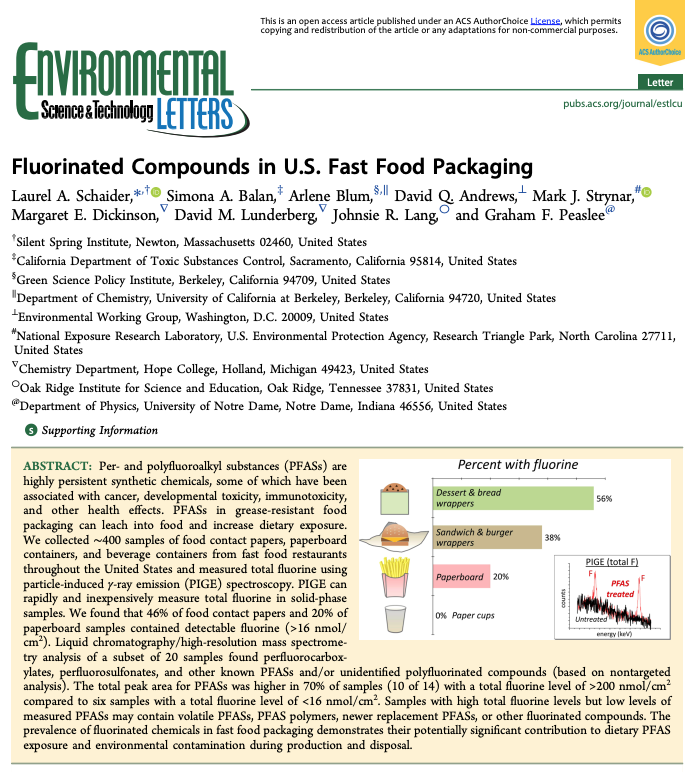 This is an open access article published under an ACS AuthorChoice License, which permits
copying and redistribution of the article or any adaptations for non-commercial purposes.
ACS AuthorChoice
ENVIRONMENTAL
Science & Technology
LETTERS
Letter
pubs.acs.org/journal/estlcu
Fluorinated Compounds in U.S. Fast Food Packaging
Laurel A. Schaider,*,† Simona A. Balan,‡ Arlene Blum,§,∥ David Q. Andrews,⊥ Mark J. Strynar,#
Margaret E. Dickinson,∇ David M. Lunderberg,∇ Johnsie R. Lang,○ and Graham F. Peaslee@
†Silent Spring Institute, Newton, Massachusetts 02460, United States
‡California Department of Toxic Substances Control, Sacramento, California 95814, United States
§Green Science Policy Institute, Berkeley, California 94709, United States
∥Department of Chemistry, University of California at Berkeley, Berkeley, California 94720, United States
⊥Environmental Working Group, Washington, D.C. 20009, United States
#National Exposure Research Laboratory, U.S. Environmental Protection Agency, Research Triangle Park, North Carolina 27711,
United States
∇Chemistry Department, Hope College, Holland, Michigan 49423, United States
○Oak Ridge Institute for Science and Education, Oak Ridge, Tennessee 37831, United States
@Department of Physics, University of Notre Dame, Notre Dame, Indiana 46556, United States
S Supporting Information
ABSTRACT: Per- and polyfluoroalkyl substances (PFASs) are
highly persistent synthetic chemicals, some of which have been
associated with cancer, developmental toxicity, immunotoxicity,
and other health effects. PFASs in grease-resistant food
packaging can leach into food and increase dietary exposure.
We collected ~400 samples of food contact papers, paperboard
containers, and beverage containers from fast food restaurants
throughout the United States and measured total fluorine using
particle-induced γ-ray emission (PIGE) spectroscopy. PIGE can
rapidly and inexpensively measure total fluorine in solid-phase
samples. We found that 46% of food contact papers and 20% of
paperboard samples contained detectable fluorine (>16 nmol/
cm²). Liquid chromatography/high-resolution mass spectrome-
try analysis of a subset of 20 samples found perfluorocarbox-
ylates, perfluorosulfonates, and other known PFASs and/or unidentified polyfluorinated compounds (based on nontargeted
analysis). The total peak area for PFASs was higher in 70% of samples (10 of 14) with a total fluorine level of >200 nmol/cm²
compared to six samples with a total fluorine level of <16 nmol/cm². Samples with high total fluorine levels but low levels of
measured PFASs may contain volatile PFASs, PFAS polymers, newer replacement PFASs, or other fluorinated compounds. The
prevalence of fluorinated chemicals in fast food packaging demonstrates their potentially significant contribution to dietary PFAS
exposure and environmental contamination during production and disposal.
Percent with fluorine
Dessert & bread
wrappers
56%
Sandwich & burger
wrappers
38%
Paperboard
20%
0% Paper cups
PIGE (total F)
F
F
PFAS
treated
Untreated
counts
energy (keV)